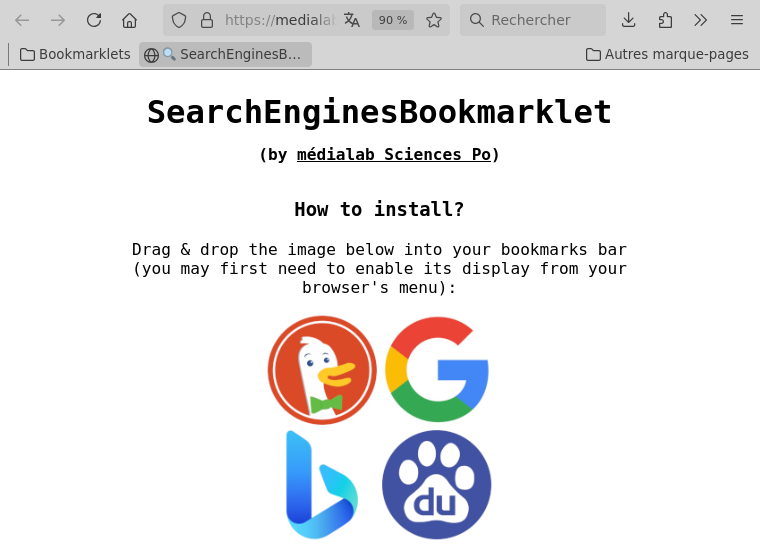 https://medialab 90 % Rechercher
Bookmarklets SearchEnginesB… Autres marque-pages
SearchEnginesBookmarklet
(by médialab Sciences Po)
How to install?
Drag & drop the image below into your bookmarks bar
(you may first need to enable its display from your
browser's menu):
du